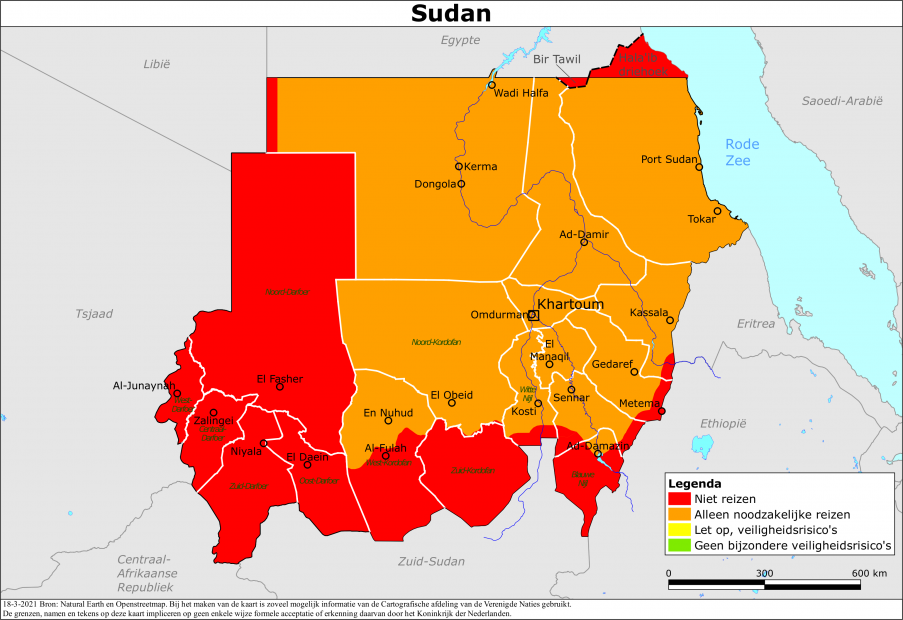 Sudan
Egypte
Libië
Bir Tawil
Halaib-
driehoek
Wadi Halfa
Saoedi-Arabië
Rode
Zee
Port Sudan
Kerma
Dongola
Tokar
Ad-Damir
Noord-Darfoer
Khartoum
Omdurman
Kassala
Tsjaad
Eritrea
Noord-Kordofan
El
Manaqil
Gedaref
El Fasher
Al-Junaynah
El Obeid
Witte
Nijl
Sennar
West-
Darfoer
Kosti
Metema
En Nuhud
Zalingei
Centraal-
Darfoer
Ethiopië
Al-Fulah
Ad-Damazin
Niyala
El Daein
West-Kordofan
Zuid-Kordofan
Blauwe
Nijl
Zuid-Darfoer
Oost-Darfoer
Legenda
Niet reizen
Alleen noodzakelijke reizen
Let op, veiligheidsrisico's
Geen bijzondere veiligheidsrisico's
Centraal-
Afrikaanse
Republiek
Zuid-Sudan
0 300 600 km
18-3-2021 Bron: Natural Earth en Openstreetmap. Bij het maken van de kaart is zoveel mogelijk informatie van de Cartografische afdeling van de Verenigde Naties gebruikt.
De grenzen, namen en tekens op deze kaart impliceren op geen enkele wijze formele acceptatie of erkenning daarvan door het Koninkrijk der Nederlanden.